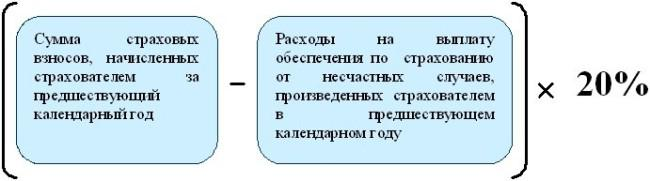 Сумма страховых
взносов, начисленных
страхователем за
предшествующий
календарный год
–
Расходы на выплату
обеспечения по страхованию
от несчастных случаев,
произведенных страхователем
в предшествующем
календарном году
× 20%